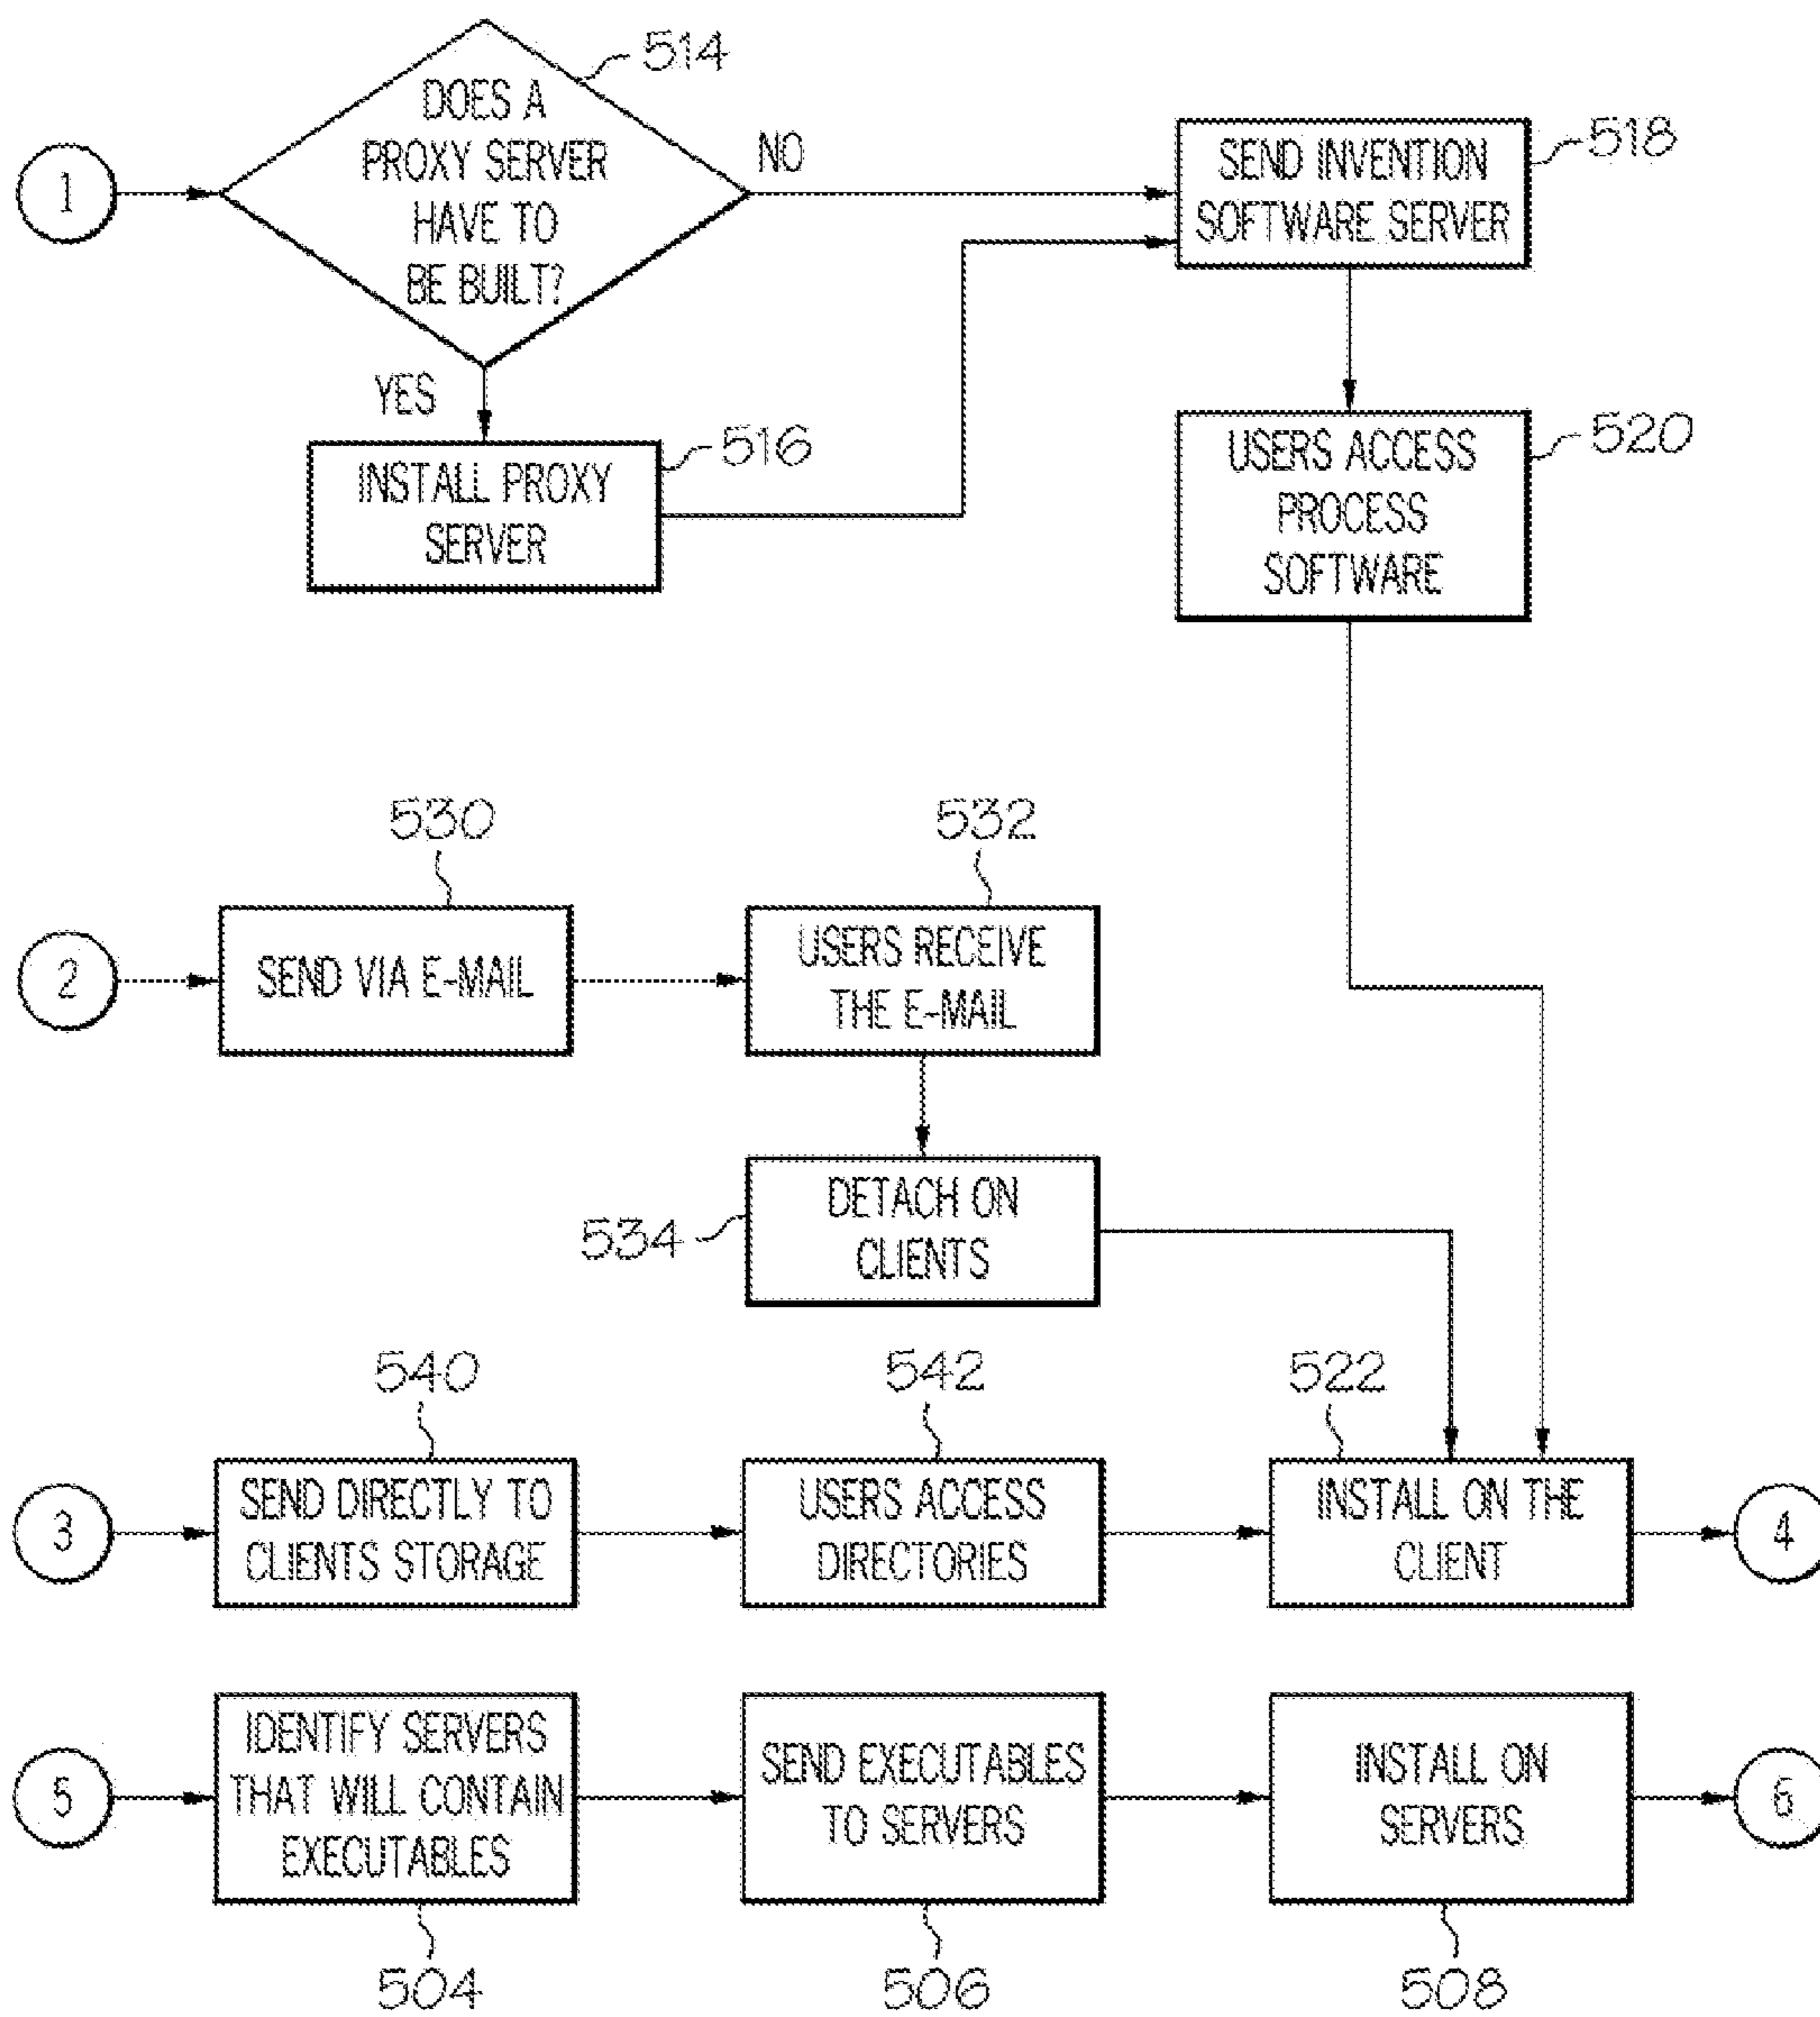 514
DOES A
PROXY SERVER
HAVE TO
BE BUILT?
1
NO
YES
516
INSTALL PROXY
SERVER
518
SEND INVENTION
SOFTWARE SERVER
520
USERS ACCESS
PROCESS
SOFTWARE
530
532
2
SEND VIA E-MAIL
USERS RECEIVE
THE E-MAIL
534
DETACH ON
CLIENTS
540
542
522
3
SEND DIRECTLY TO
CLIENTS STORAGE
USERS ACCESS
DIRECTORIES
INSTALL ON THE
CLIENT
4
5
IDENTIFY SERVERS
THAT WILL CONTAIN
EXECUTABLES
SEND EXECUTABLES
TO SERVERS
INSTALL ON
SERVERS
6
504
506
508